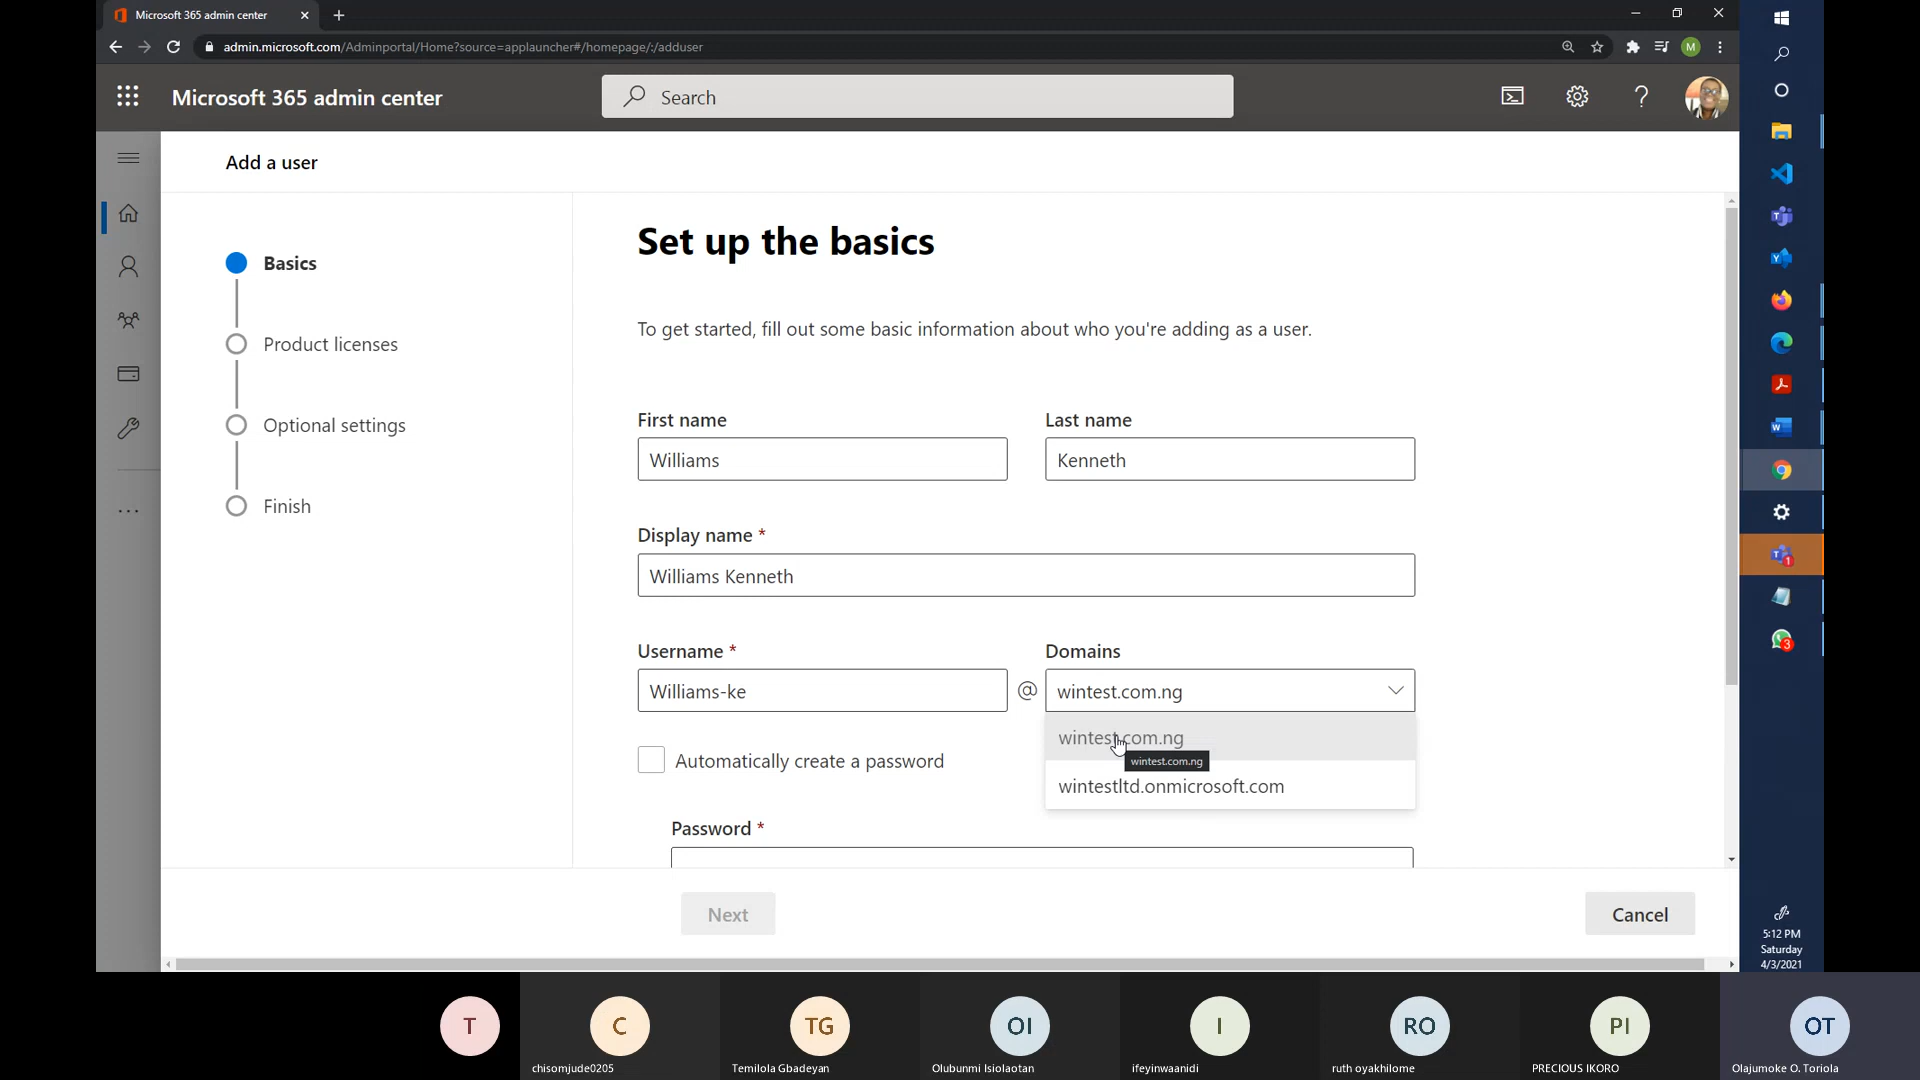 Microsoft 365 admin center
admin.microsoft.com/Adminportal/Home?source=applauncher#/homepage/:/adduser
M
Microsoft 365 admin center
Search
Add a user
Basics
Product licenses
Optional settings
Finish
Set up the basics
To get started, fill out some basic information about who you're adding as a user.
First name
Last name
Williams
Kenneth
Display name *
Williams Kenneth
Username *
Domains
Williams-ke
@
wintest.com.ng
wintest.com.ng
wintest.com.ng
wintestltd.onmicrosoft.com
Automatically create a password
Password *
Next
Cancel
1
3
5:12 PM
Saturday
4/3/2021
T
C
TG
OI
I
RO
PI
OT
chisomjude0205
Temilola Gbadeyan
Olubunmi Isiolaotan
ifeyinwaanidi
ruth oyakhilome
PRECIOUS IKORO
Olajumoke O. Toriola